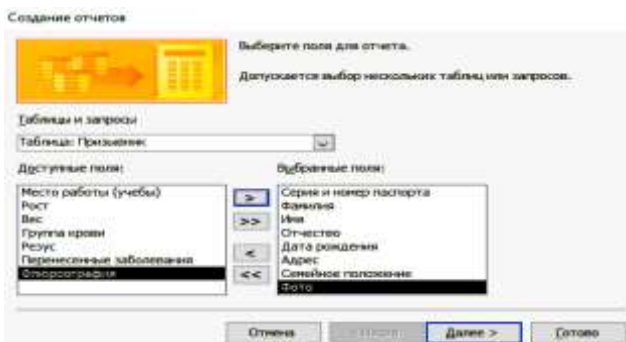 Создание отчетов
Выберите поля для отчета.
Допускается выбор нескольких таблиц или запросов.
Таблицы и запросы
Таблица: Призывник
Доступные поля:
Место работы (учебы)
Рост
Вес
Группа крови
Резус
Перенесенные заболевания
Флюорография
>
>>
<
<<
Выбранные поля:
Серия и номер паспорта
Фамилия
Имя
Отчество
Дата рождения
Адрес
Семейное положение
Фото
Отмена
Далее >
Готово